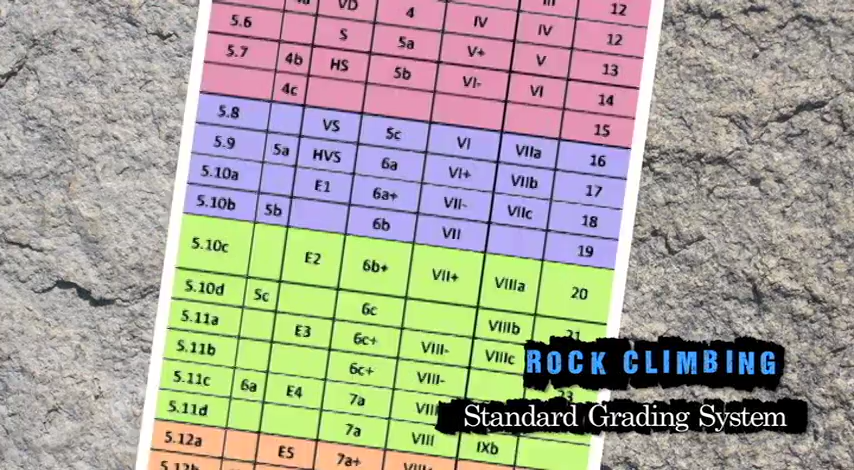 VD 4 IV III 12
5.6 S 5a V+ IV 12
5.7 4b HS 5b VI- V 13
4c VI 14
15
5.8 VS 5c VI VIIa 16
5.9 5a HVS 6a VI+ VIIb 17
5.10a E1 6a+ VII- VIIc 18
5.10b 5b 6b VII 19
5.10c E2 6b+ VII+ VIIIa 20
5.10d 5c 6c VIIIb 21
5.11a E3 6c+ VIII- VIIIc
5.11b 6c+ VIII-
5.11c 6a E4 7a 23
5.11d 7a VIII IXb
5.12a E5 7a+
ROCK CLIMBING
Standard Grading System